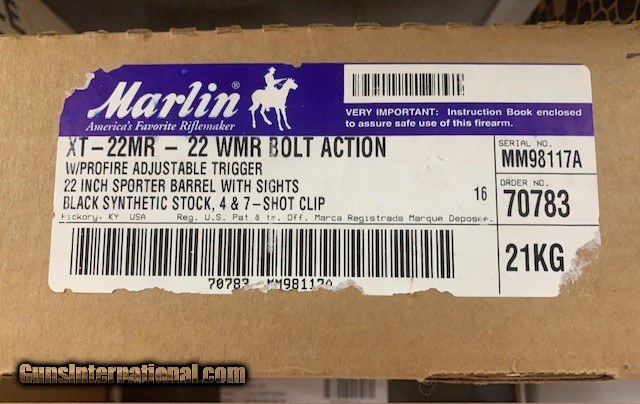 Marlin®
America's Favorite Riflemaker
VERY IMPORTANT: Instruction Book enclosed
to assure safe use of this firearm.
XT-22MR - 22 WMR BOLT ACTION
W/PROFIRE ADJUSTABLE TRIGGER
22 INCH SPORTER BARREL WITH SIGHTS
BLACK SYNTHETIC STOCK, 4 & 7-SHOT CLIP
16
Hickory, KY USA Reg. U.S. Pat & tm. Off. Marca Registrada Marque Deposee.
SERIAL NO.
MM98117A
ORDER NO.
70783
21KG
70783 MM98117A
GunsInternational.com